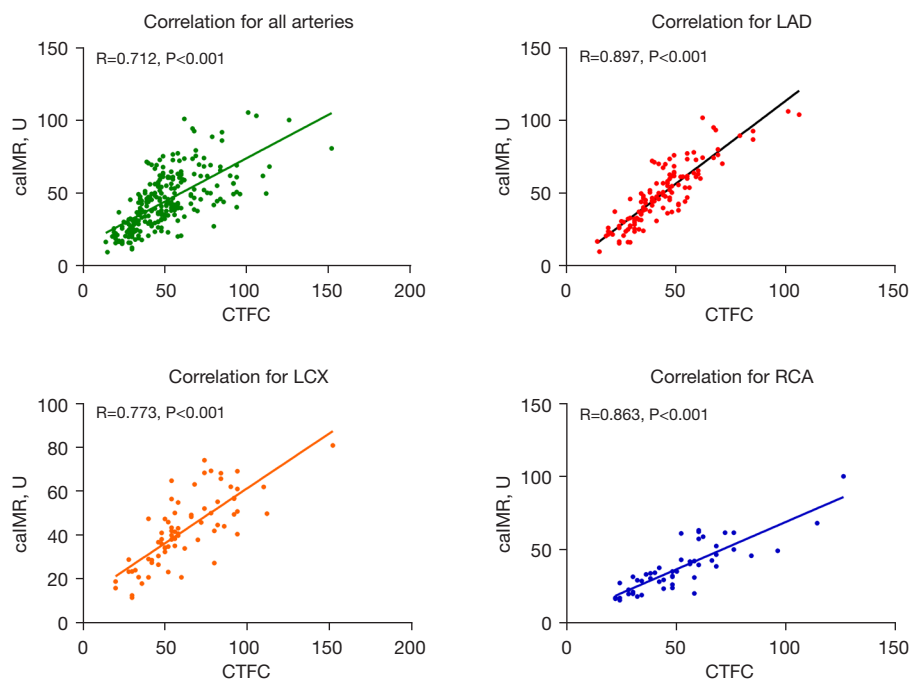 Correlation for all arteries
R=0.712, P<0.001
150
100
50
0
calMR, U
0
50
100
150
200
CTFC
Correlation for LAD
R=0.897, P<0.001
150
100
50
0
calMR, U
0
50
100
150
CTFC
Correlation for LCX
R=0.773, P<0.001
100
80
60
40
20
0
calMR, U
0
50
100
150
200
CTFC
Correlation for RCA
R=0.863, P<0.001
150
100
50
0
calMR, U
0
50
100
150
CTFC